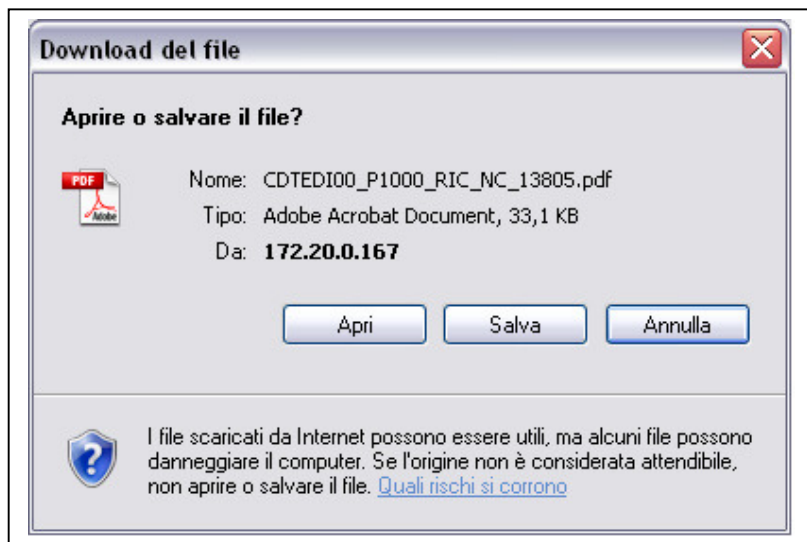 Download del file
Aprire o salvare il file?
PDF
Adobe
Nome: CDTEDI00_P1000_RIC_NC_13805.pdf
Tipo: Adobe Acrobat Document, 33,1 KB
Da: 172.20.0.167
Apri Salva Annulla
I file scaricati da Internet possono essere utili, ma alcuni file possono
danneggiare il computer. Se l'origine non è considerata attendibile,
non aprire o salvare il file. Quali rischi si corrono